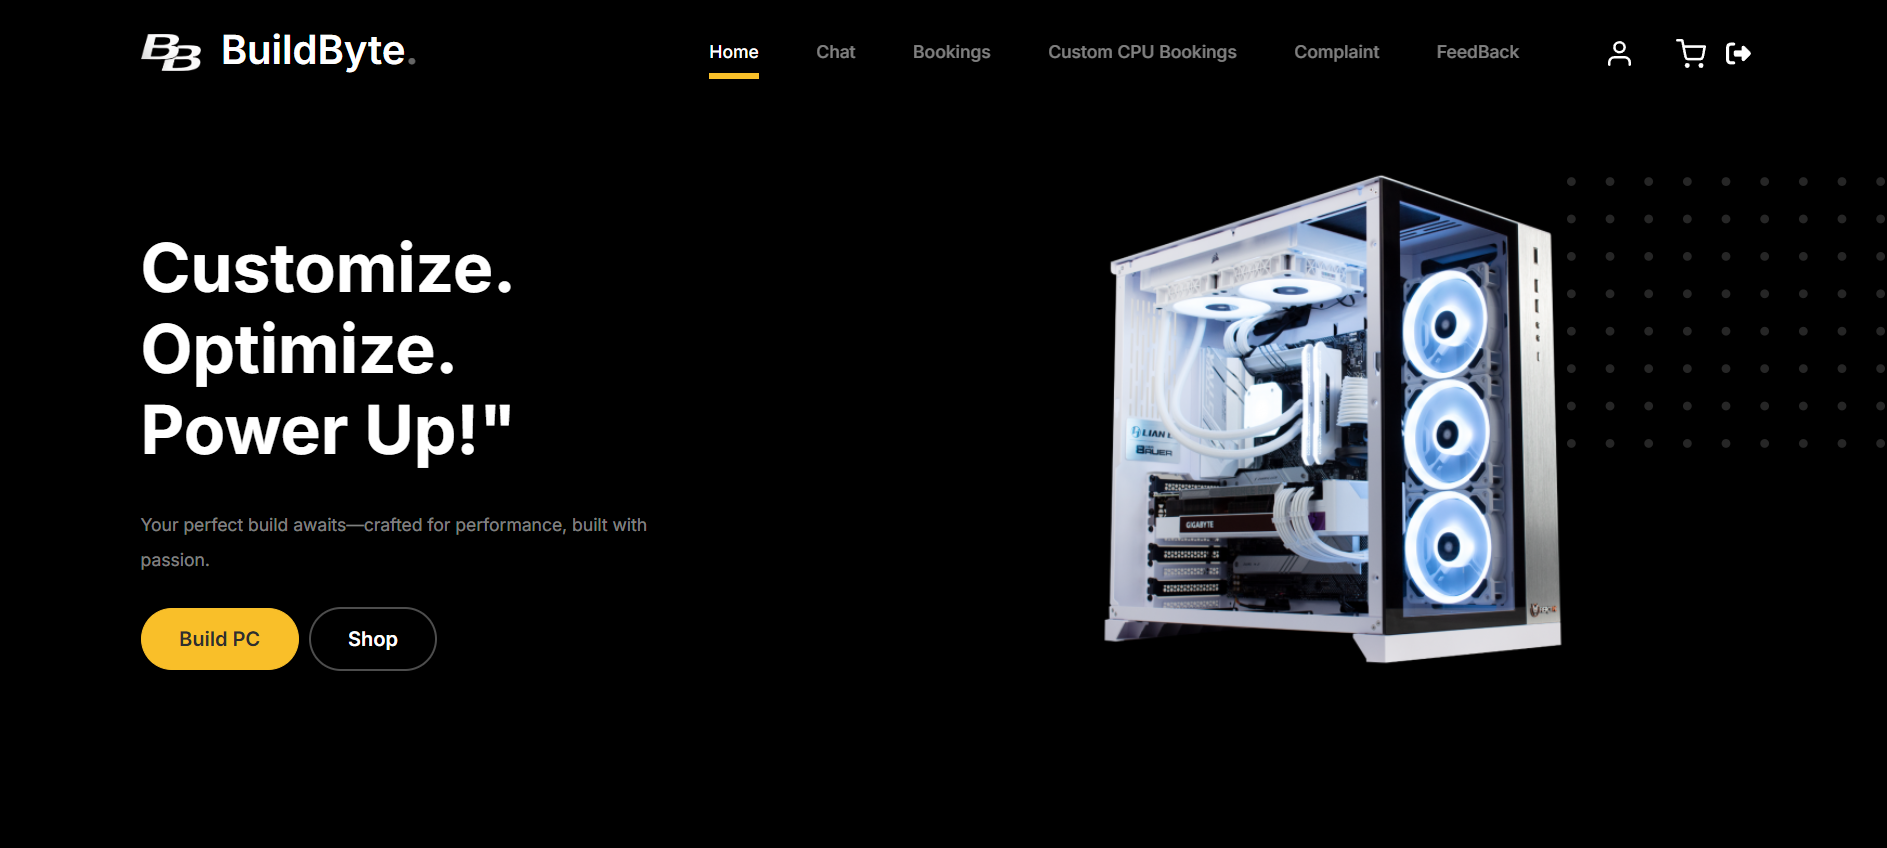 BB BuildByte.
Home Chat Bookings Custom CPU Bookings Complaint FeedBack
Customize.
Optimize.
Power Up!"
Your perfect build awaits—crafted for performance, built with
passion.
Build PC Shop
LIAN L
BAUER
GIGABYTE